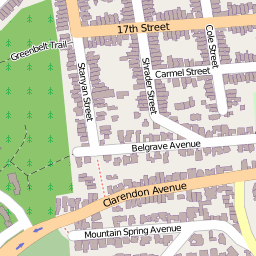 17th Street
Greenbelt Trail
Cole Street
Stanyan Street
Shrader Street
Carmel Street
Belgrave Avenue
Clarendon Avenue
Mountain Spring Avenue